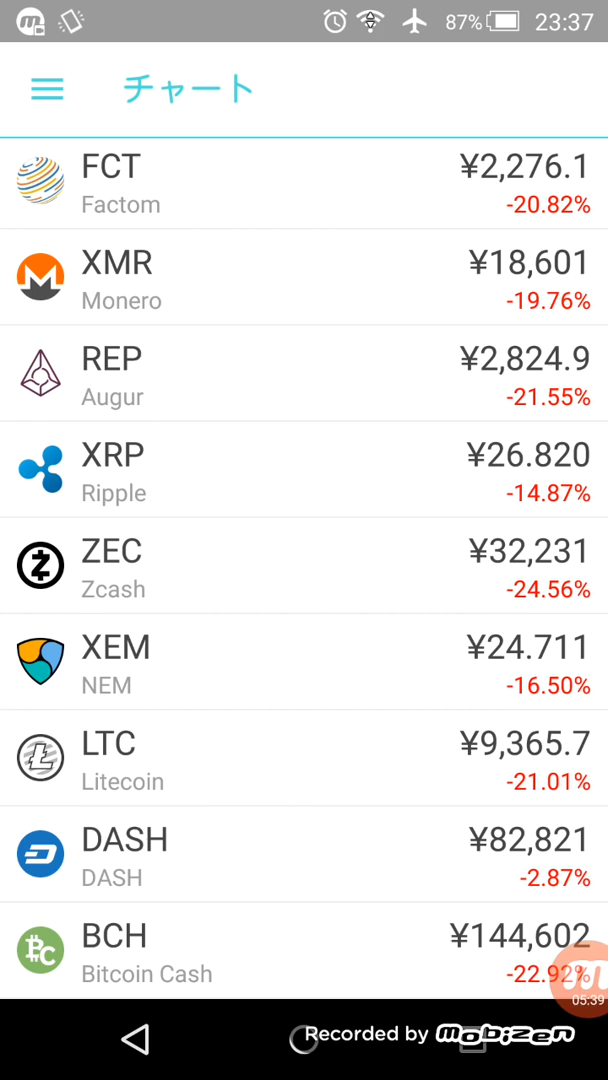 87% 23:37
チャート
FCT ¥2,276.1
Factom -20.82%
XMR ¥18,601
Monero -19.76%
REP ¥2,824.9
Augur -21.55%
XRP ¥26.820
Ripple -14.87%
ZEC ¥32,231
Zcash -24.56%
XEM ¥24.711
NEM -16.50%
LTC ¥9,365.7
Litecoin -21.01%
DASH ¥82,821
DASH -2.87%
BCH ¥144,602
Bitcoin Cash -22.92%
05:39
Recorded by mobizen